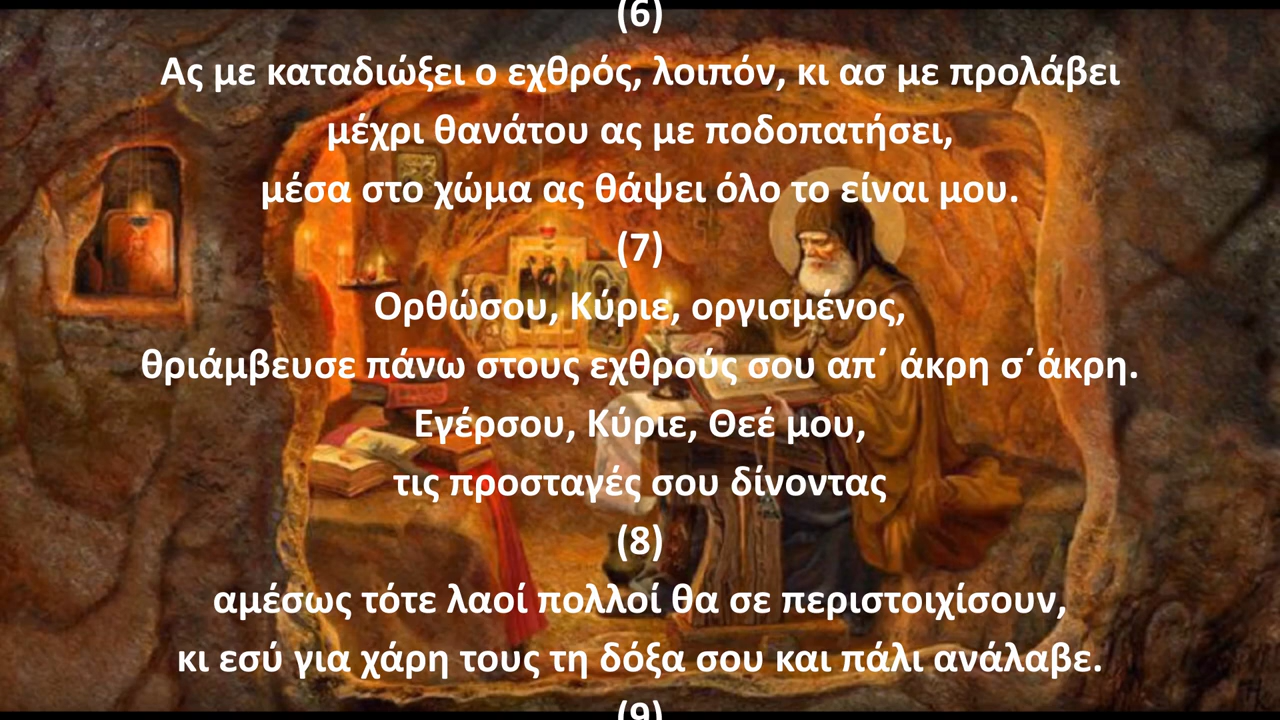 (6)
Ας με καταδιώξει ο εχθρός, λοιπόν, κι ασ με προλάβει
μέχρι θανάτου ας με ποδοπατήσει,
μέσα στο χώμα ας θάψει όλο το είναι μου.
(7)
Ορθώσου, Κύριε, οργισμένος,
θριάμβευσε πάνω στους εχθρούς σου απ΄ άκρη σ΄άκρη.
Εγέρσου, Κύριε, Θεέ μου,
τις προσταγές σου δίνοντας
(8)
αμέσως τότε λαοί πολλοί θα σε περιστοιχίσουν,
κι εσύ για χάρη τους τη δόξα σου και πάλι ανάλαβε.
(9)